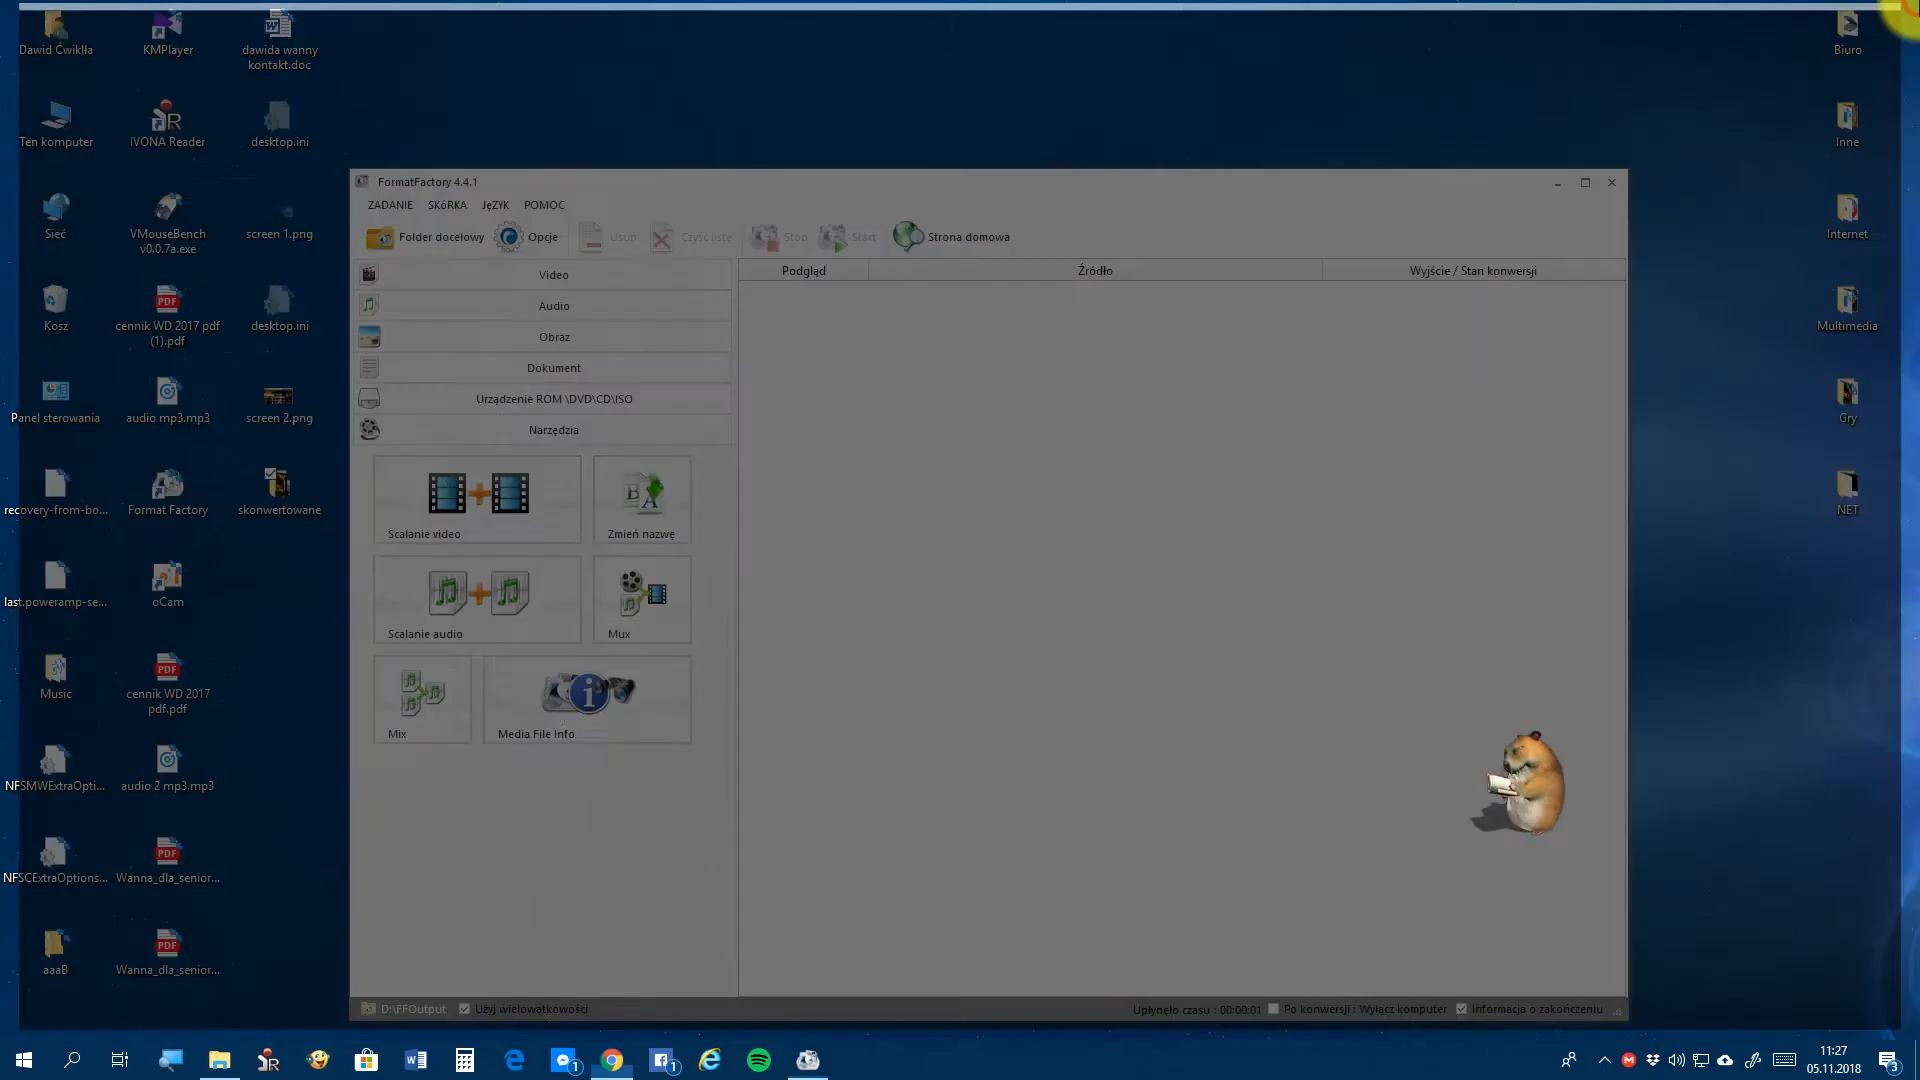 Dawid Ćwiklła
KMPlayer
dawida wanny
kontakt.doc
Biuro
Ten komputer
IVONA Reader
desktop.ini
Inne
Sieć
VMouseBench
v0.0.7a.exe
screen 1.png
Internet
Kosz
cennik WD 2017 pdf
(1).pdf
desktop.ini
Multimedia
Panel sterowania
audio mp3.mp3
screen 2.png
Gry
recovery-from-bo...
Format Factory
skonwertowane
NET
last.poweramp-se...
oCam
Music
cennik WD 2017
pdf.pdf
NFSMWExtraOpti...
audio 2 mp3.mp3
NFSCExtraOptions...
Wanna_dla_senior...
aaaB
Wanna_dla_senior...
FormatFactory 4.4.1
ZADANIE SKóRKA JęZYK POMOC
Folder docelowy Opcje Usuń Czyść listę Stop Start Strona domowa
Video
Audio
Obraz
Dokument
Urządzenie ROM \DVD\CD\ISO
Narzędzia
Podgląd Źródło Wyjście / Stan konwersji
Scalanie video
Zmień nazwę
Scalanie audio
Mux
Mix
Media File Info
D:\FFOutput Użyj wielowątkowości
Upłynęło czasu : 00:00:01 Po konwersji : Wyłącz komputer Informacja o zakończeniu
11:27
05.11.2018
1
1
3